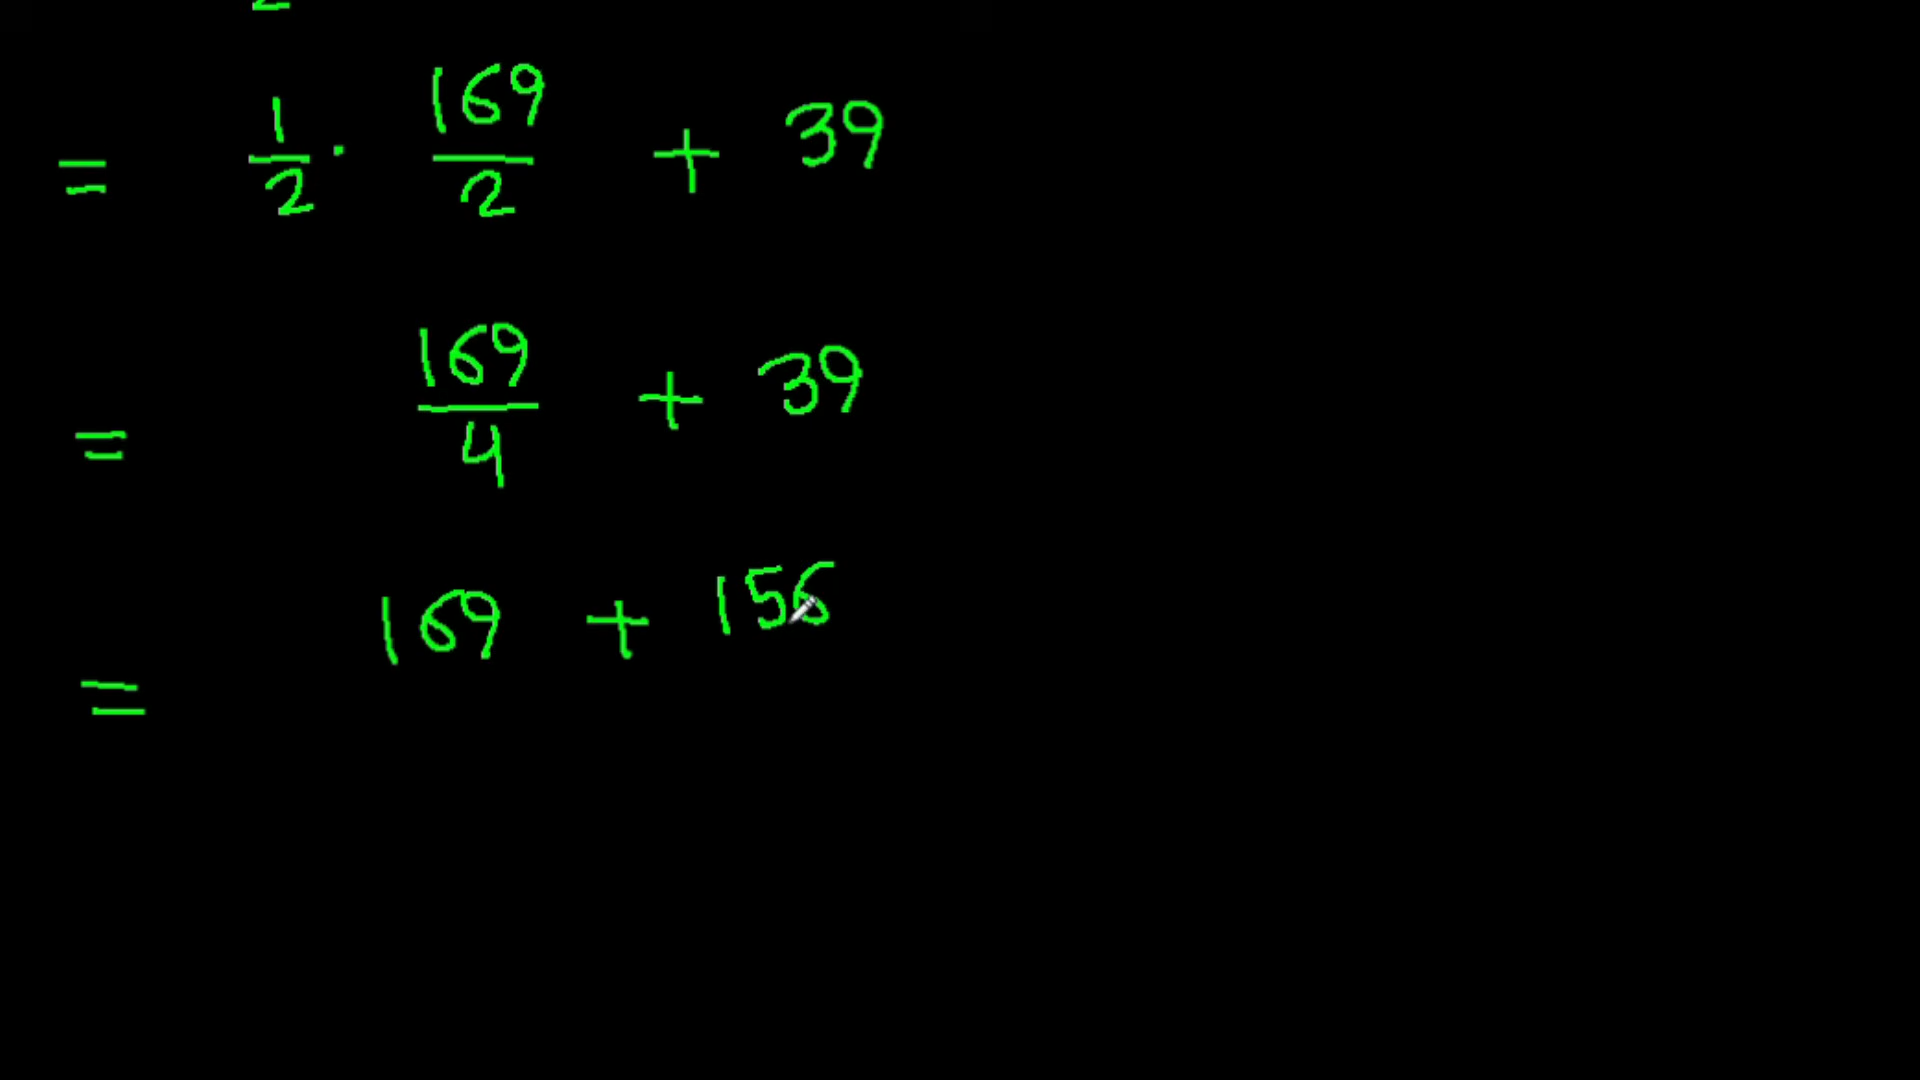 = 1/2 · 169/2 + 39
= 169/4 + 39
= 169 + 156